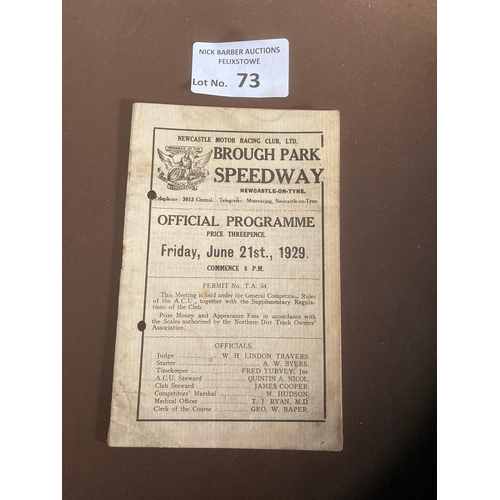 NICK BARBER AUCTIONS
FELIXSTOWE
Lot No. 73
NEWCASTLE MOTOR RACING CLUB, LTD.
BROUGH PARK
SPEEDWAY
NEWCASTLE-ON-TYNE.
Telephone: 3013 Central. Telegrams: Motoracing, Newcastle-on-Tyne.
OFFICIAL PROGRAMME
PRICE THREEPENCE.
Friday, June 21st., 1929.
COMMENCE 8 P.M.
PERMIT No. T.A. 54.
This Meeting is held under the General Competition Rules
of the A.C.U., together with the Supplementary Regula-
tions of the Club.
Prize Money and Appearance Fees in accordance with
the Scales authorised by the Northern Dirt Track Owners'
Association.
OFFICIALS.
Judge ........ W. H. LINDON TRAVERS.
Starter ........ A. W. BYERS.
Timekeeper ........ FRED TURVEY, Jnr.
A.C.U. Steward ........ QUINTIN A. NICOL.
Club Steward ........ JAMES COOPER.
Competitors' Marshal ........ M. HUDSON.
Medical Officer ........ T. J. RYAN, M.D.
Clerk of the Course ........ GEO. W. RAPER.